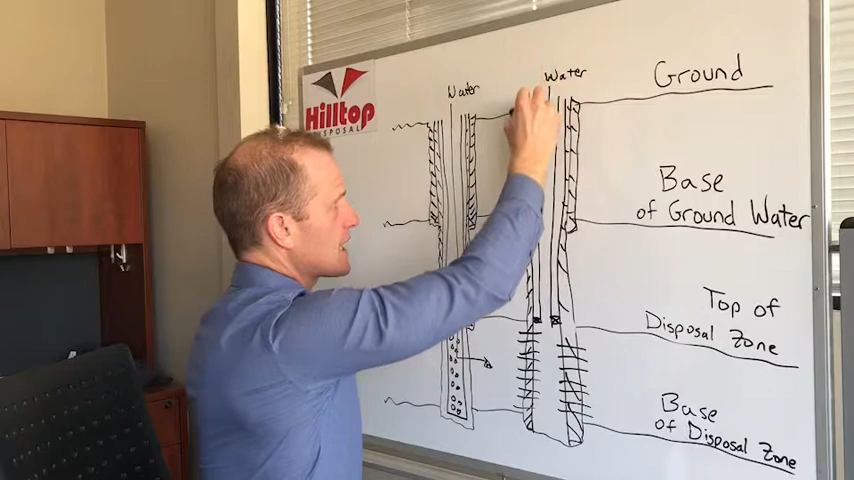 Hilltop
DISPOSAL
Water
Water
Ground
Base
of Ground Water
Top of
Disposal Zone
Base
of Disposal Zone